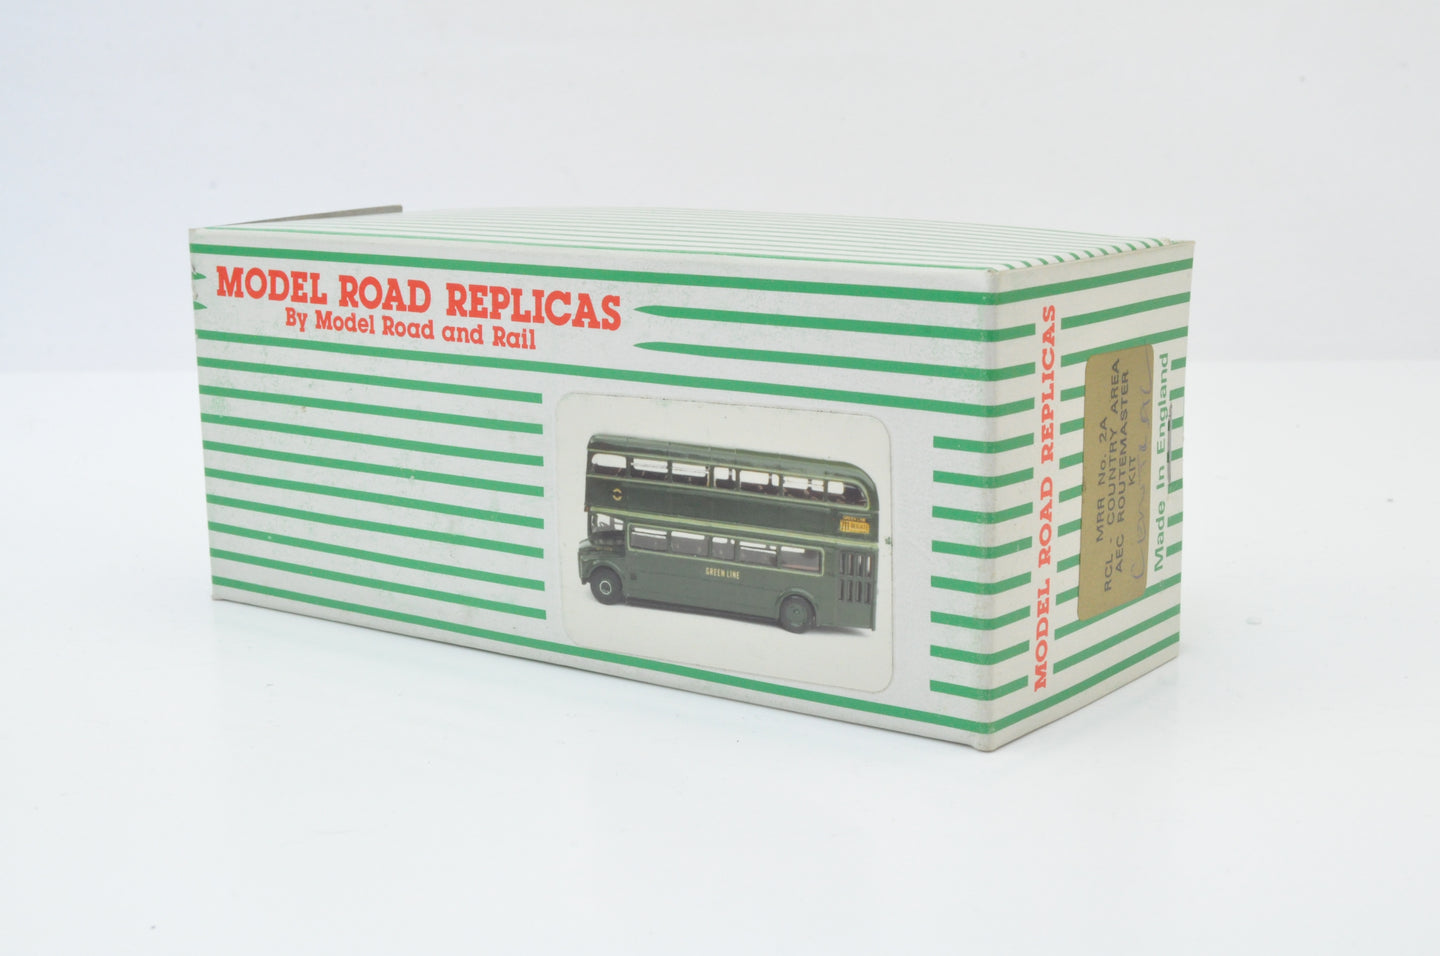 MODEL ROAD REPLICAS
By Model Road and Rail
GREEN LINE
MODEL ROAD REPLICAS
MRR No. 2A
RCL - COUNTRY AREA
AEC ROUTEMASTER
KIT
Made In England